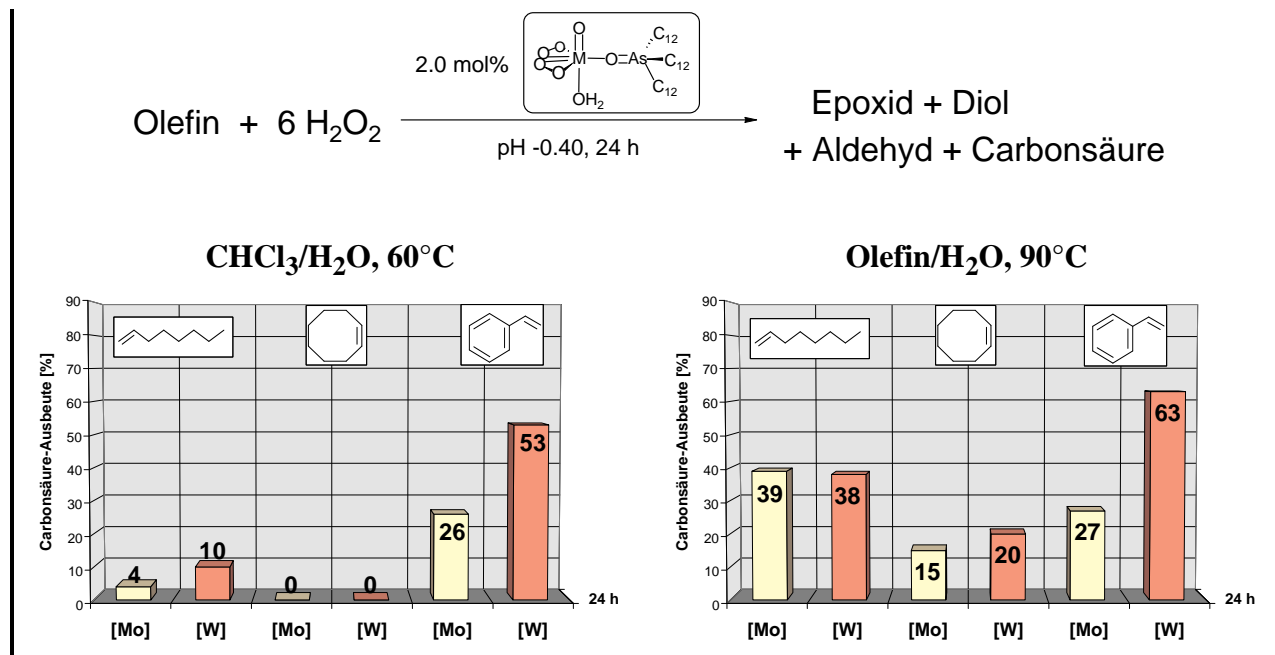 2.0 mol%
O
O
O
O
O
M
O
As
C12
C12
C12
OH2
Olefin + 6 H2O2
pH -0.40, 24 h
Epoxid + Diol
+ Aldehyd + Carbonsäure
CHCl3/H2O, 60°C
Carbonsäure-Ausbeute [%]
90
80
70
60
50
40
30
20
10
0
4
10
0
0
26
53
24 h
[Mo] [W] [Mo] [W] [Mo] [W]
Olefin/H2O, 90°C
Carbonsäure-Ausbeute [%]
90
80
70
60
50
40
30
20
10
0
39
38
15
20
27
63
24 h
[Mo] [W] [Mo] [W] [Mo] [W]